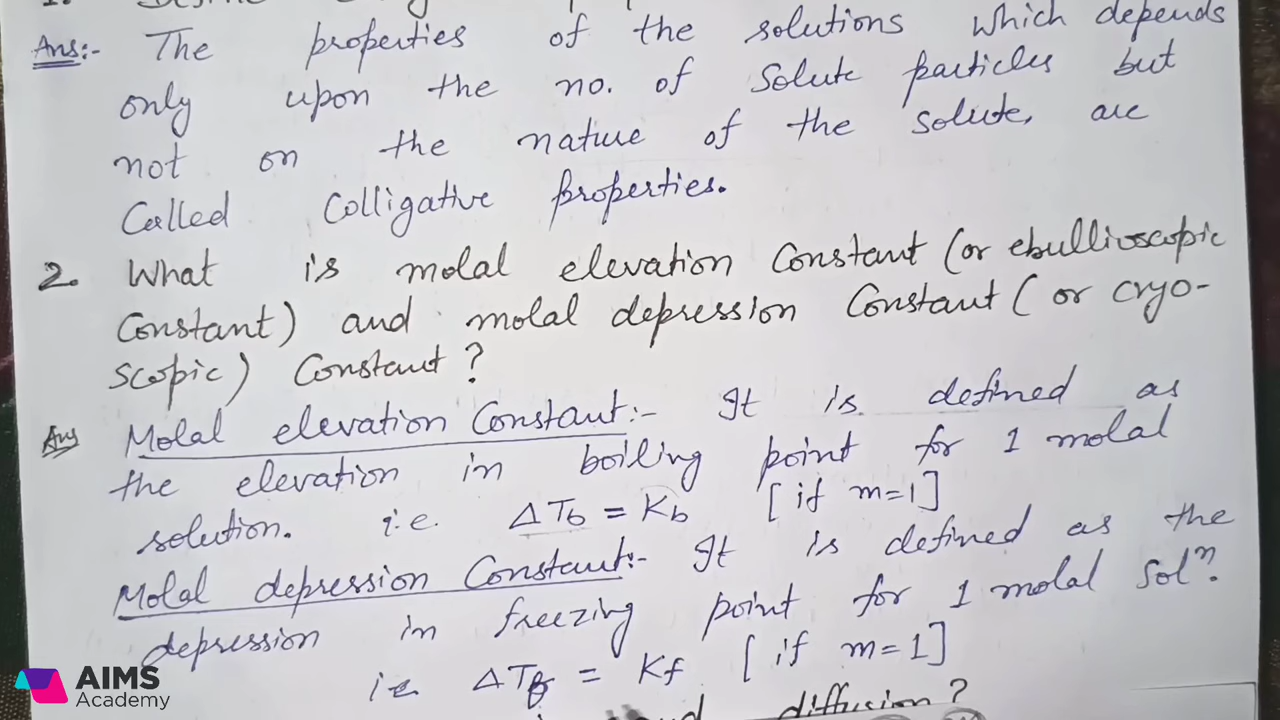 Ans:- The properties of the solutions which depends
only upon the no. of solute particles but
not on the nature of the solute, are
Called Colligative properties.
2. What is molal elevation Constant (or ebullioscopic
Constant) and molal depression Constant (or cryo-
scopic) Constant?
Ans Molal elevation Constant:- It is defined as
the elevation in boiling point for 1 molal
solution. i.e. ΔTb = Kb [if m=1]
Molal depression Constant:- It is defined as the
depression in freezing point for 1 molal solⁿ.
i.e ΔTf = Kf [if m=1]
and diffusion?
AIMS
Academy